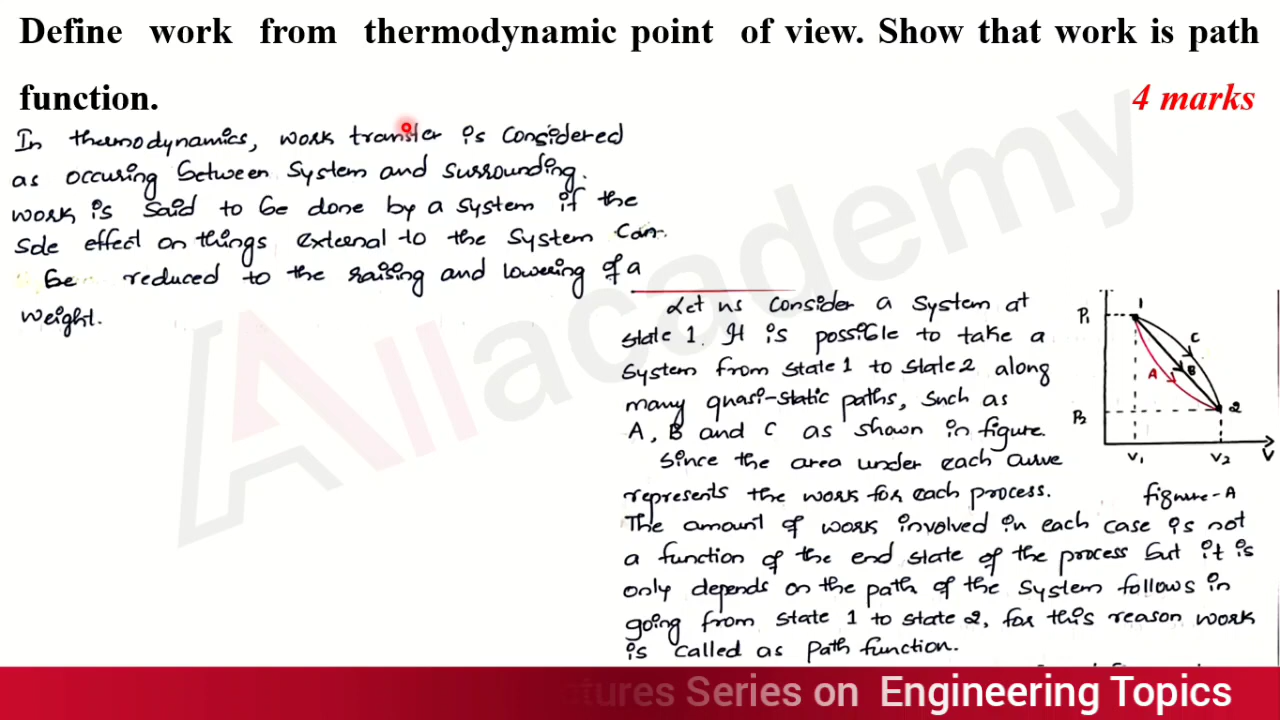 Define work from thermodynamic point of view. Show that work is path
function. 4 marks
In thermodynamics, work transfer is considered
as occuring between system and surrounding.
work is said to be done by a system if the
Sole effect on things external to the system can
be reduced to the raising and lowering of a
weight.
Let us consider a system at
state 1. It is possible to take a
system from state 1 to state 2 along
many quasi-static paths, such as
A, B and C as shown in figure.
Since the area under each curve
represents the work for each process.
The amount of work involved in each case is not
a function of the end state of the process but it is
only depends on the path of the system follows in
going from state 1 to state 2, for this reason work
is called as path function.
P1
1
C
B
A
P2
2
V1
V2
V
figure-A
Allacademy
tures Series on Engineering Topics